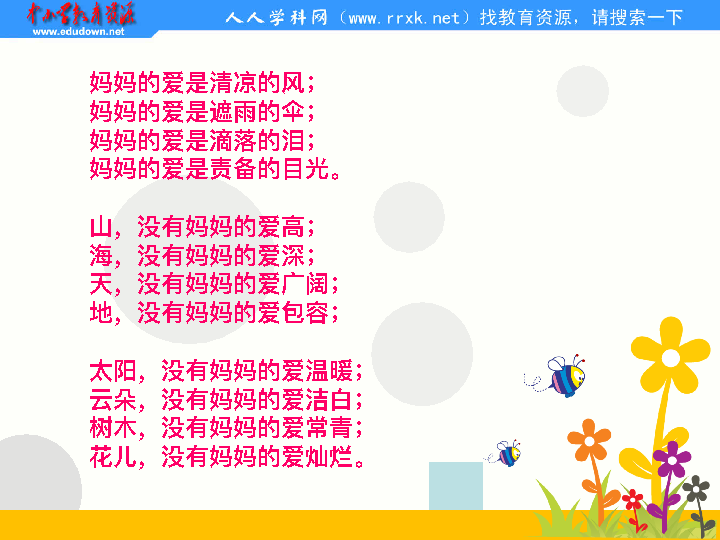 中小学教育资源
www.edudown.net
人人学科网（www.rrxk.net）找教育资源，请搜索一下
妈妈的爱是清凉的风；
妈妈的爱是遮雨的伞；
妈妈的爱是滴落的泪；
妈妈的爱是责备的目光。
山，没有妈妈的爱高；
海，没有妈妈的爱深；
天，没有妈妈的爱广阔；
地，没有妈妈的爱包容；
太阳，没有妈妈的爱温暖；
云朵，没有妈妈的爱洁白；
树木，没有妈妈的爱常青；
花儿，没有妈妈的爱灿烂。